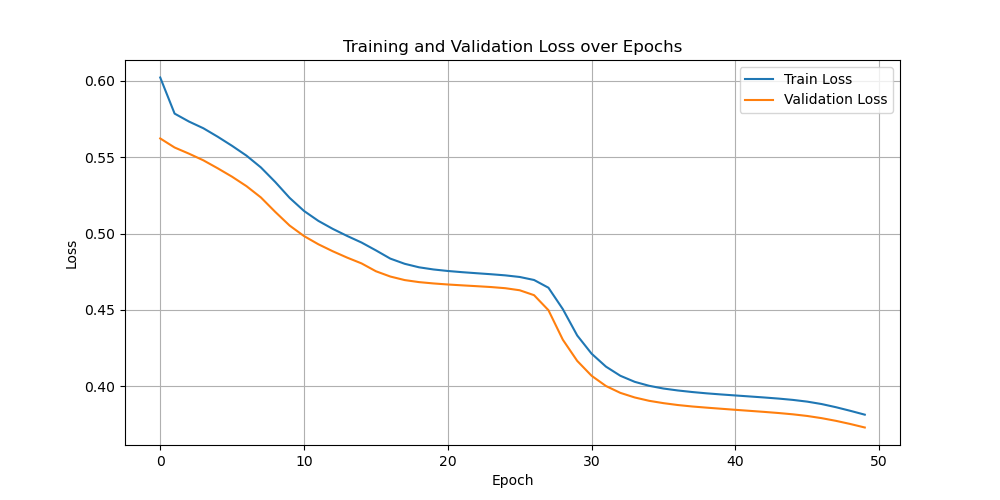 Training and Validation Loss over Epochs
Train Loss
Validation Loss
Loss
0.60
0.55
0.50
0.45
0.40
0 10 20 30 40 50
Epoch